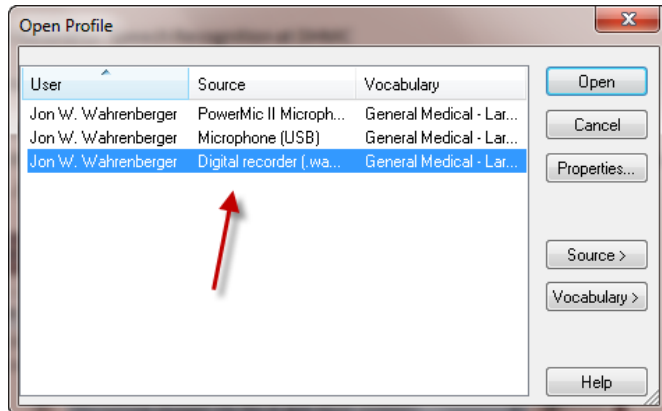 Open Profile
User Source Vocabulary
Jon W. Wahrenberger PowerMic II Microph... General Medical - Lar...
Jon W. Wahrenberger Microphone (USB) General Medical - Lar...
Jon W. Wahrenberger Digital recorder (.wa... General Medical - Lar...
Open
Cancel
Properties...
Source >
Vocabulary >
Help